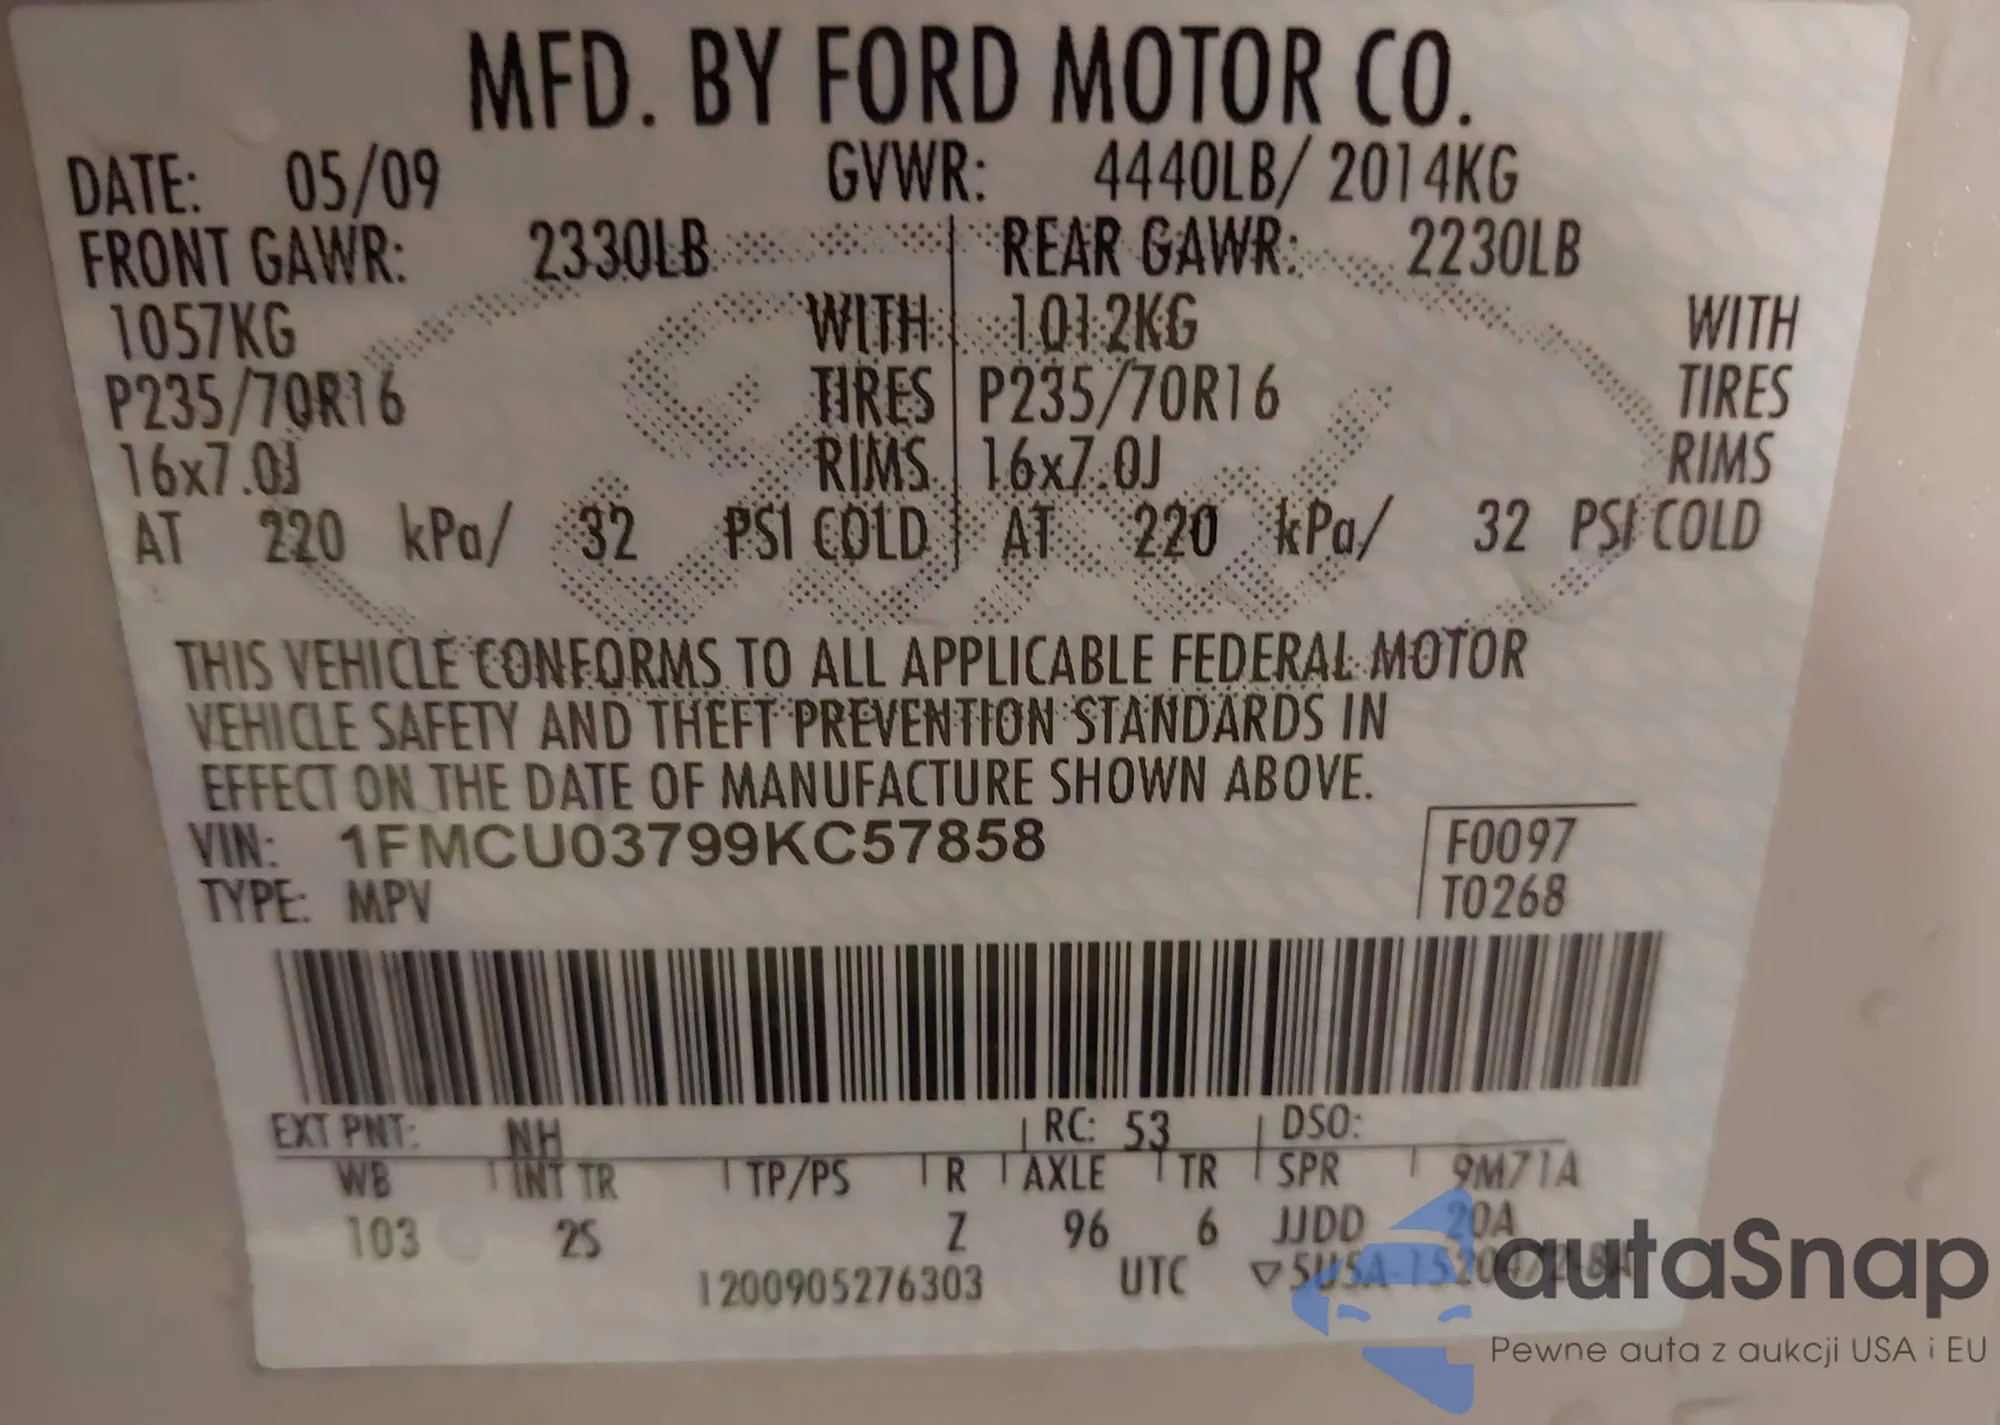 MFD. BY FORD MOTOR CO.
DATE: 05/09 GVWR: 4440LB/ 2014KG
FRONT GAWR: 2330LB REAR GAWR: 2230LB
1057KG WITH 1012KG WITH
P235/70R16 TIRES P235/70R16 TIRES
16x7.0J RIMS 16x7.0J RIMS
AT 220 kPa/ 32 PSI COLD AT 220 kPa/ 32 PSI COLD
THIS VEHICLE CONFORMS TO ALL APPLICABLE FEDERAL MOTOR
VEHICLE SAFETY AND THEFT PREVENTION STANDARDS IN
EFFECT ON THE DATE OF MANUFACTURE SHOWN ABOVE.
VIN: 1FMCU03799KC57858 F0097
TYPE: MPV T0268
EXT PNT: NH RC: 53 DSO:
WB INT TR TP/PS R AXLE TR SPR 9M71A
103 2S Z 96 6 JJDD 20A
1200905276303 UTC
autaSnap
Pewne auta z aukcji USA i EU